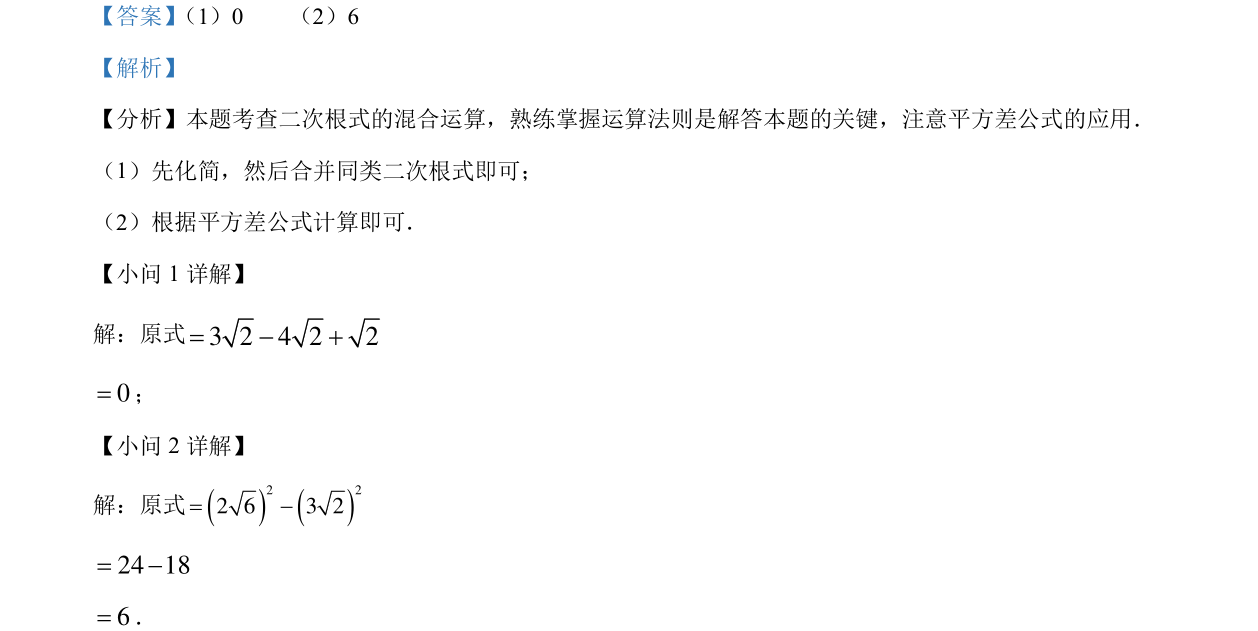 【答案】（1）0 （2）6
【解析】
【分析】本题考查二次根式的混合运算，熟练掌握运算法则是解答本题的关键，注意平方差公式的应用．
（1）先化简，然后合并同类二次根式即可；
（2）根据平方差公式计算即可．
【小问 1 详解】
解：原式=3√2−4√2+√2
=0；
【小问 2 详解】
解：原式=(2√6)²−(3√2)²
=24−18
=6．